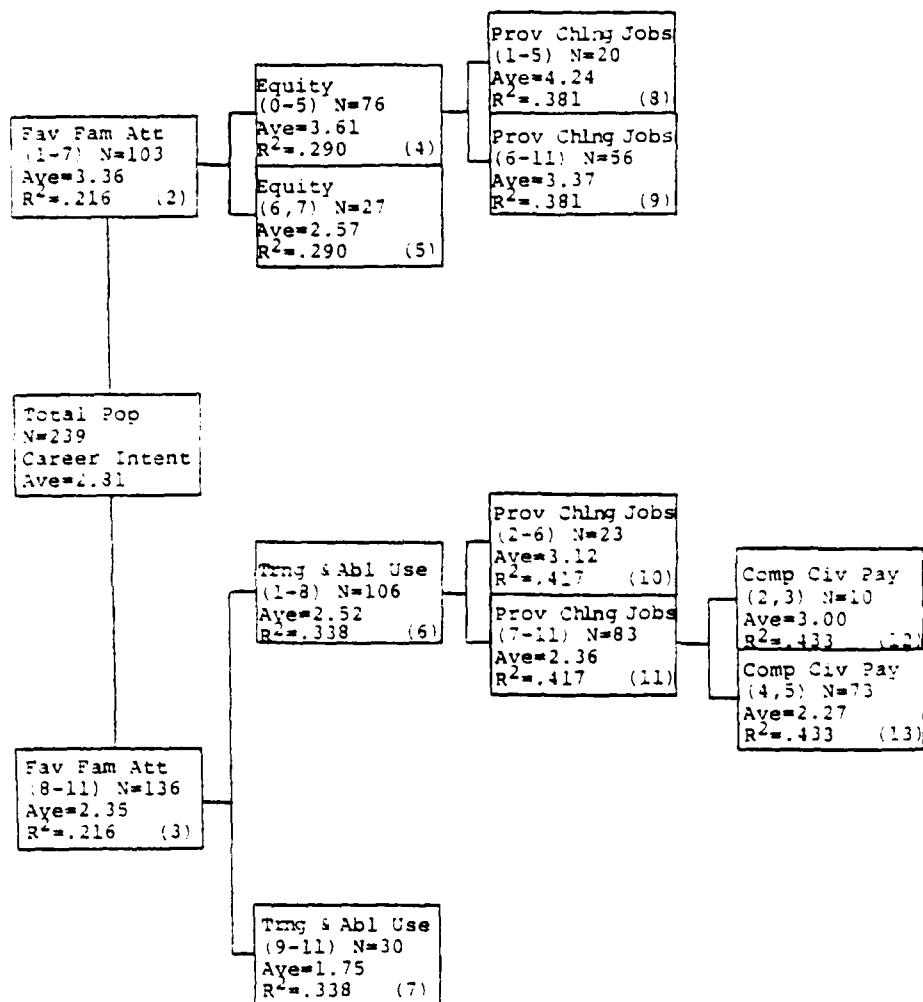 Prov Chlng Jobs
(1-5) N=20
Ave=4.24
R²=.381 (8)
Prov Chlng Jobs
(6-11) N=56
Ave=3.37
R²=.381 (9)
Equity
(0-5) N=76
Ave=3.61
R²=.290 (4)
Equity
(6,7) N=27
Ave=2.57
R²=.290 (5)
Fav Fam Att
(1-7) N=103
Ave=3.36
R²=.216 (2)
Total Pop
N=239
Career Intent
Ave=2.81
Prov Chlng Jobs
(2-6) N=23
Ave=3.12
R²=.417 (10)
Prov Chlng Jobs
(7-11) N=83
Ave=2.36
R²=.417 (11)
Trng & Abl Use
(1-8) N=106
Ave=2.52
R²=.338 (6)
Comp Civ Pay
(2,3) N=10
Ave=3.00
R²=.433 (12)
Comp Civ Pay
(4,5) N=73
Ave=2.27
R²=.433 (13)
Fav Fam Att
(8-11) N=136
Ave=2.35
R²=.216 (3)
Trng & Abl Use
(9-11) N=30
Ave=1.75
R²=.338 (7)